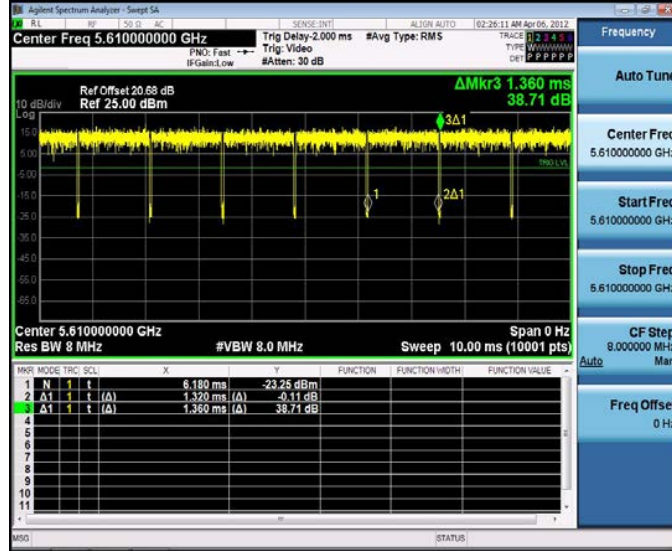 Agilent Spectrum Analyzer - Swept SA
RL RF 50 Ω AC SENSE:INT ALIGN AUTO 02:26:11 AM Apr 06, 2012
Center Freq 5.610000000 GHz
PNO: Fast
IFGain:Low
Trig Delay-2.000 ms
Trig: Video
#Atten: 30 dB
#Avg Type: RMS
TRACE 1 2 3 4 5 6
TYPE WWWWWW
DET P P P P P P
ΔMkr3 1.360 ms
38.71 dB
Ref Offset 20.68 dB
10 dB/div Ref 25.00 dBm
Log
15.0
5.00
-5.00
-15.0
-25.0
-35.0
-45.0
-55.0
-65.0
3Δ1
TRIG LVL
1
2Δ1
Center 5.610000000 GHz Span 0 Hz
Res BW 8 MHz #VBW 8.0 MHz Sweep 10.00 ms (10001 pts)
MKR MODE TRC SCL X Y FUNCTION FUNCTION WIDTH FUNCTION VALUE
1 N 1 t 6.180 ms -23.25 dBm
2 Δ1 1 t (Δ) 1.320 ms (Δ) -0.11 dB
3 Δ1 1 t (Δ) 1.360 ms (Δ) 38.71 dB
4
5
6
7
8
9
10
11
MSG STATUS
Frequency
Auto Tune
Center Freq
5.610000000 GHz
Start Freq
5.610000000 GHz
Stop Freq
5.610000000 GHz
CF Step
8.000000 MHz
Auto Man
Freq Offset
0 Hz